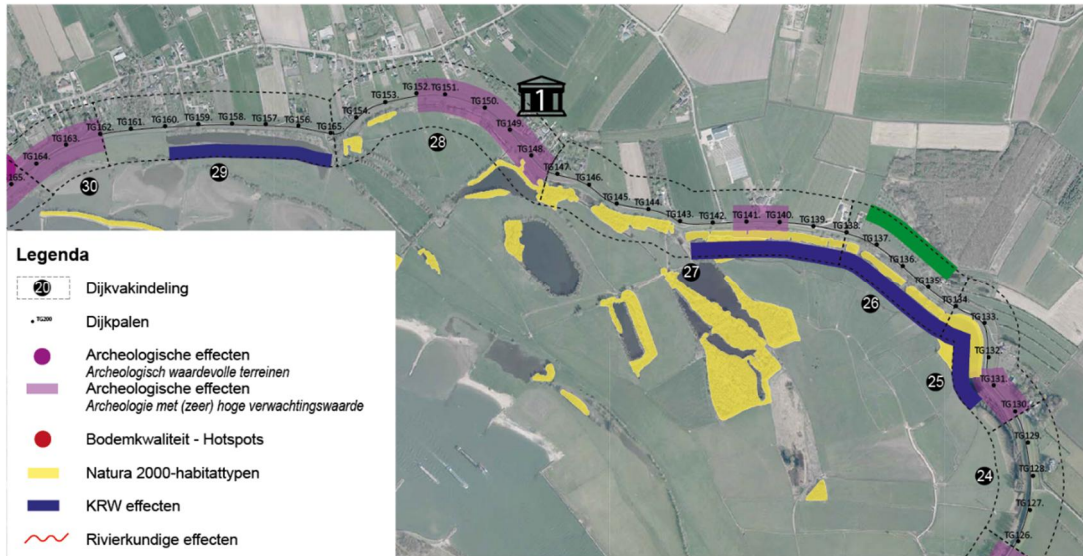 TG152.
TG151.
TG153.
TG150.
1
TG154.
TG158.
TG159.
TG157.
TG156.
TG160.
TG161.
TG165.
TG162.
TG149.
TG163.
28
TG148.
TG164.
TG147.
29
30
165.
TG146.
TG145.
TG144.
TG143.
TG142.
TG141.
TG140.
TG139.
TG138.
TG137.
TG136.
27
TG135.
26
TG134.
TG133.
TG132.
25
TG131.
TG130.
TG129.
24
TG128.
TG127.
TG126.
Legenda
20 Dijkvakindeling
TG200 Dijkpalen
Archeologische effecten
Archeologisch waardevolle terreinen
Archeologische effecten
Archeologie met (zeer) hoge verwachtingswaarde
Bodemkwaliteit - Hotspots
Natura 2000-habitattypen
KRW effecten
Rivierkundige effecten